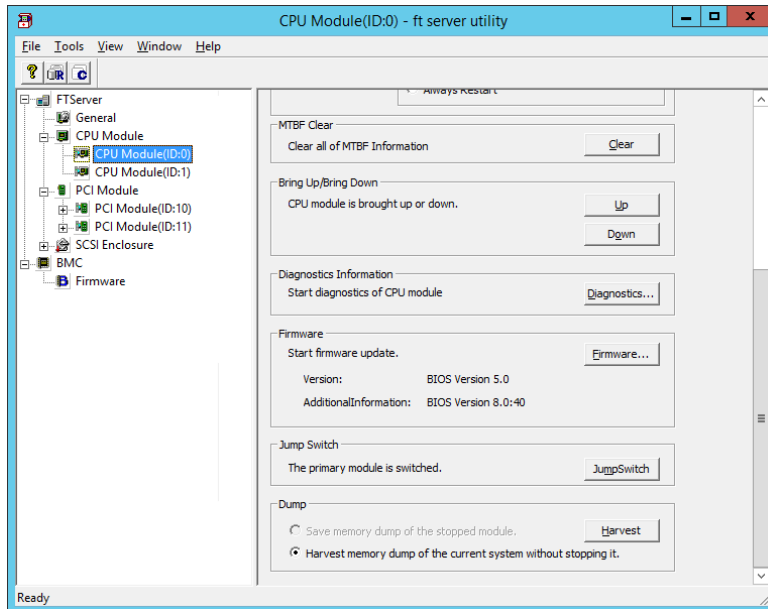 CPU Module(ID:0) - ft server utility
File Tools View Window Help
FTServer
General
CPU Module
CPU Module(ID:0)
CPU Module(ID:1)
PCI Module
PCI Module(ID:10)
PCI Module(ID:11)
SCSI Enclosure
BMC
Firmware
Always Restart
MTBF Clear
Clear all of MTBF Information
Clear
Bring Up/Bring Down
CPU module is brought up or down.
Up
Down
Diagnostics Information
Start diagnostics of CPU module
Diagnostics...
Firmware
Start firmware update.
Firmware...
Version: BIOS Version 5.0
AdditionalInformation: BIOS Version 8.0:40
Jump Switch
The primary module is switched.
JumpSwitch
Dump
Save memory dump of the stopped module.
Harvest
Harvest memory dump of the current system without stopping it.
Ready